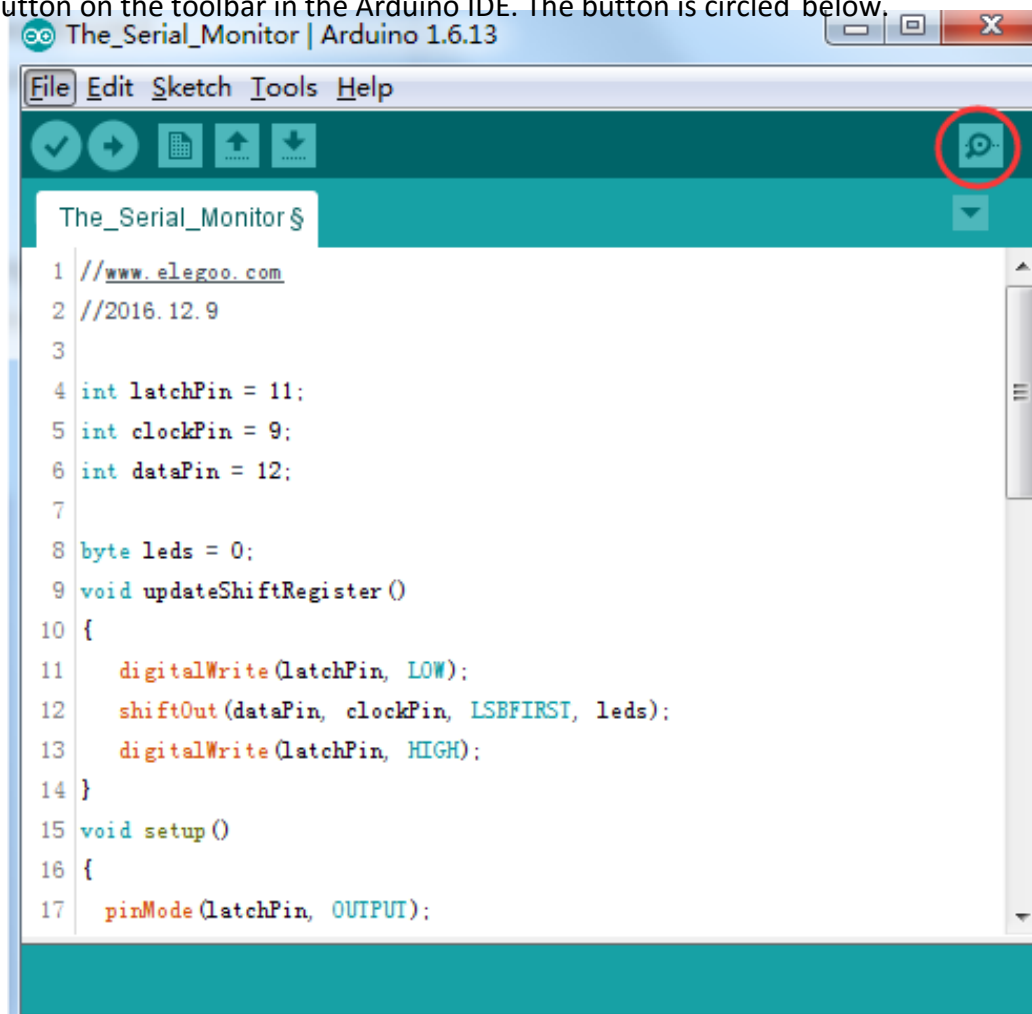 utton on the toolbar in the Arduino IDE. The button is circled below.
The_Serial_Monitor | Arduino 1.6.13
File Edit Sketch Tools Help
The_Serial_Monitor §
1 //www.elegoo.com
2 //2016.12.9
3
4 int latchPin = 11;
5 int clockPin = 9;
6 int dataPin = 12;
7
8 byte leds = 0;
9 void updateShiftRegister()
10 {
11 digitalWrite(latchPin, LOW);
12 shiftOut(dataPin, clockPin, LSBFIRST, leds);
13 digitalWrite(latchPin, HIGH);
14 }
15 void setup()
16 {
17 pinMode(latchPin, OUTPUT);